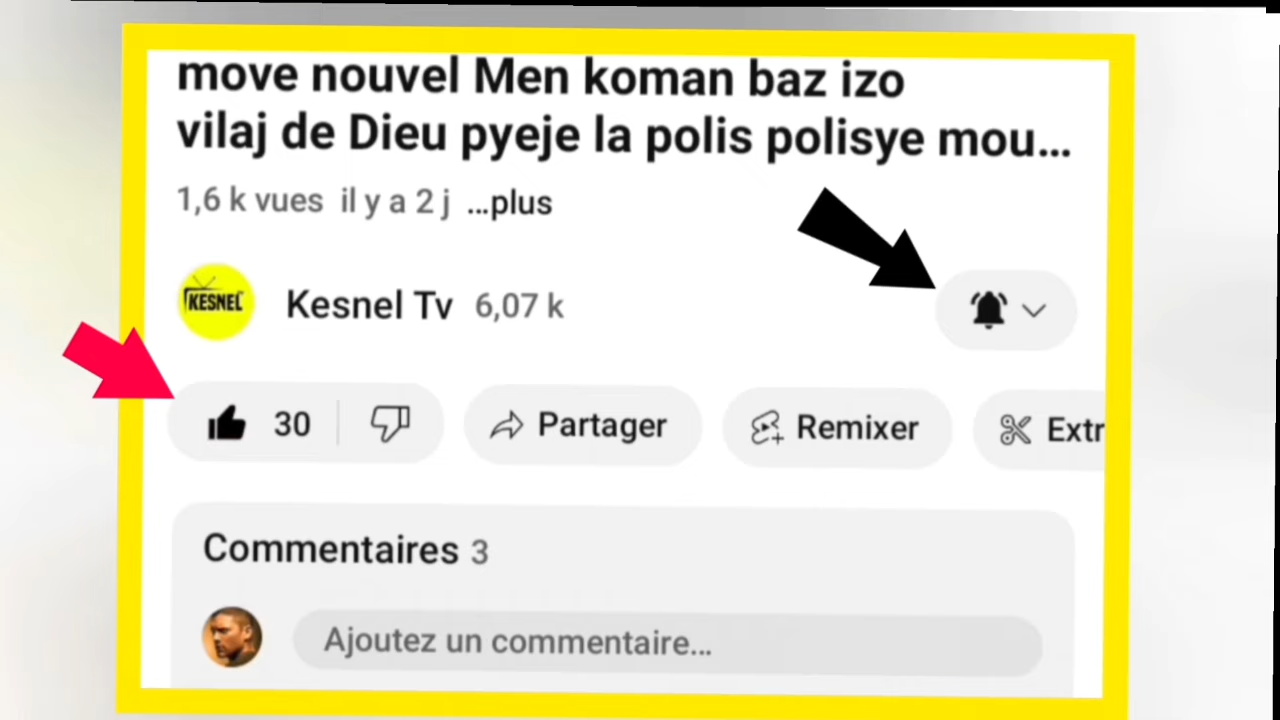 move nouvel Men koman baz izo
vilaj de Dieu pyeje la polis polisye mou...
1,6 k vues il y a 2 j ...plus
KESNEL
Kesnel Tv 6,07 k
30
Partager
Remixer
Extr
Commentaires 3
Ajoutez un commentaire...